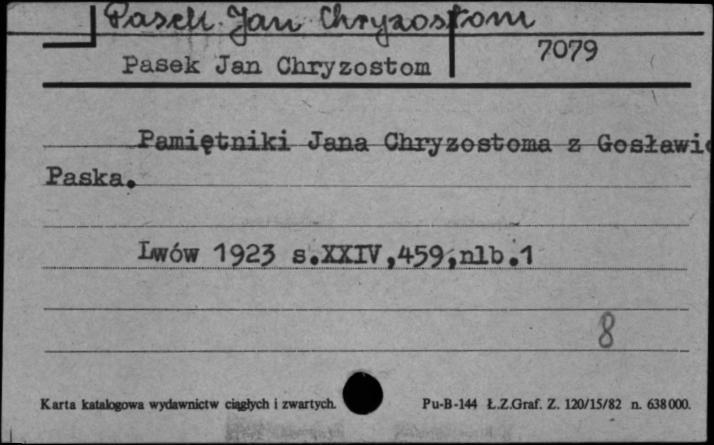 Pasek Jan Chryzostom
7079
Pasek Jan Chryzostom
Pamiętniki Jana Chryzostoma z Gosławic
Paska.
Lwów 1923 s.XXIV,459,nlb.1
8
Karta katalogowa wydawnictw ciągłych i zwartych.
Pu-B-144 Ł.Z.Graf. Z. 120/15/82 n. 638000.